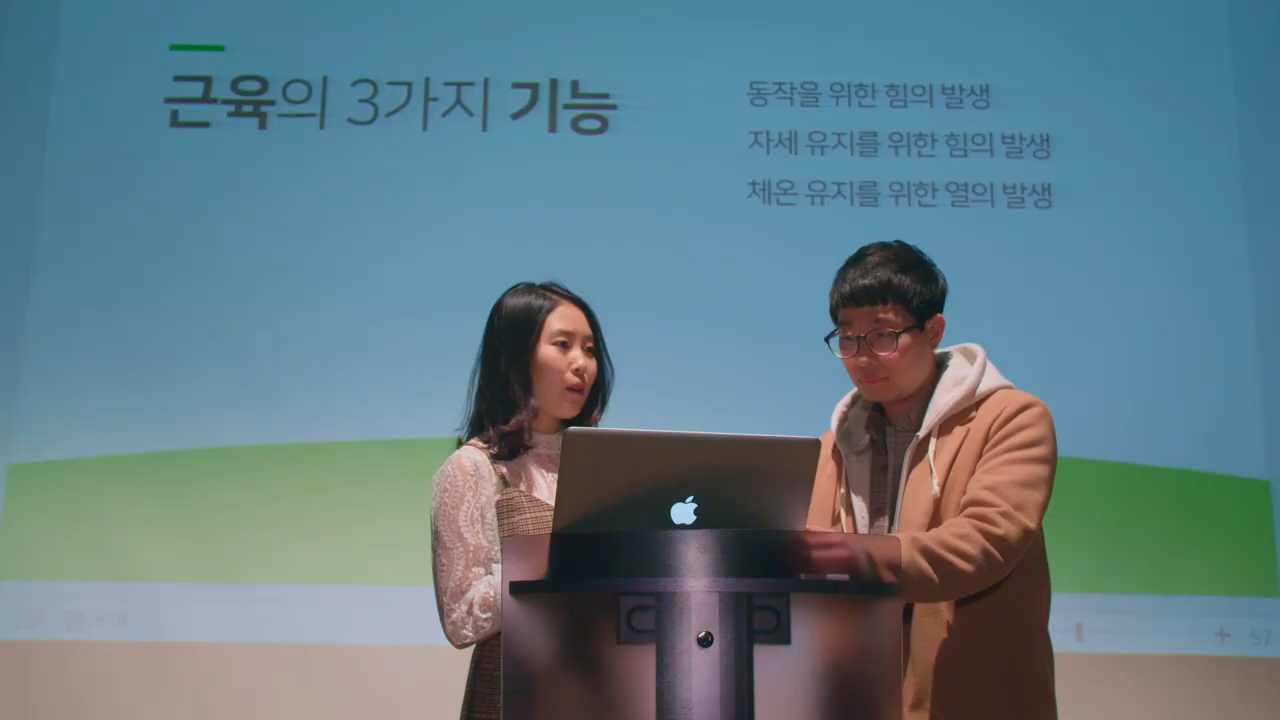 근육의 3가지 기능
동작을 위한 힘의 발생
자세 유지를 위한 힘의 발생
체온 유지를 위한 열의 발생
57